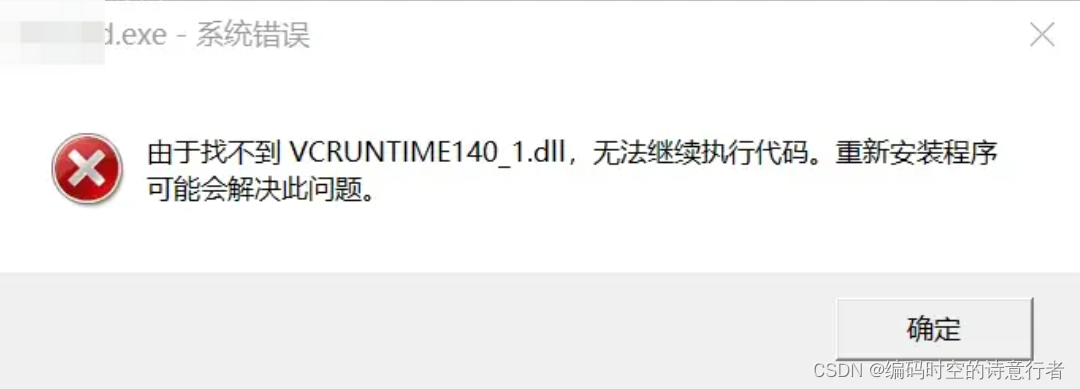 d.exe - 系统错误
由于找不到 VCRUNTIME140_1.dll，无法继续执行代码。重新安装程序
可能会解决此问题。
确定
CSDN @编码时空的诗意行者